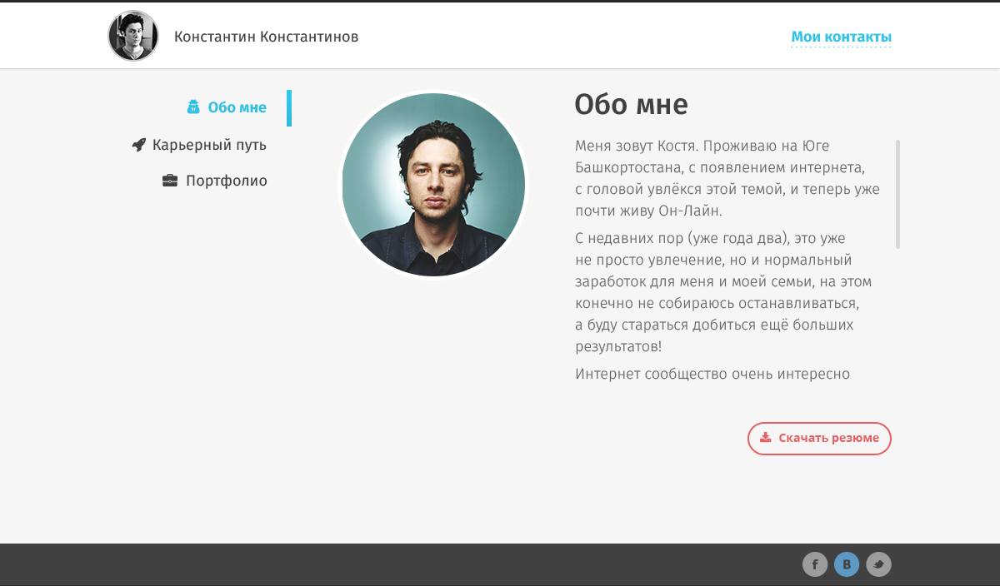 Константин Константинов
Мои контакты
Обо мне
Карьерный путь
Портфолио
Обо мне
Меня зовут Костя. Проживаю на Юге
Башкортостана, с появлением интернета,
с головой увлёкся этой темой, и теперь уже
почти живу Он-Лайн.
С недавних пор (уже года два), это уже
не просто увлечение, но и нормальный
заработок для меня и моей семьи, на этом
конечно не собираюсь останавливаться,
а буду стараться добиться ещё больших
результатов!
Интернет сообщество очень интересно
Скачать резюме
f
B